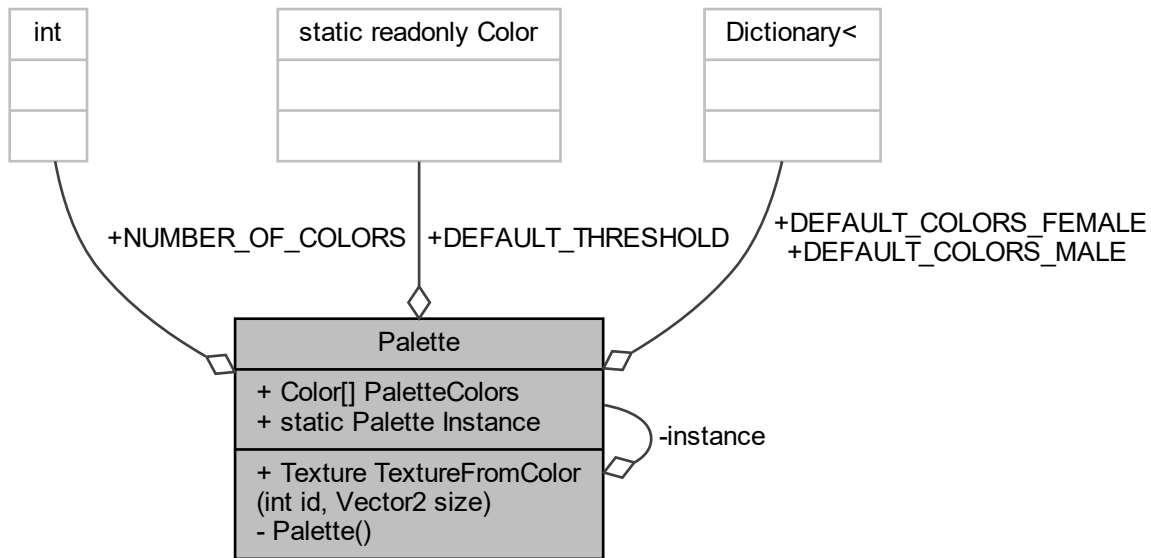 int
static readonly Color
Dictionary<
+NUMBER_OF_COLORS
+DEFAULT_THRESHOLD
+DEFAULT_COLORS_FEMALE
+DEFAULT_COLORS_MALE
Palette
+ Color[] PaletteColors
+ static Palette Instance
-instance
+ Texture TextureFromColor
(int id, Vector2 size)
- Palette()